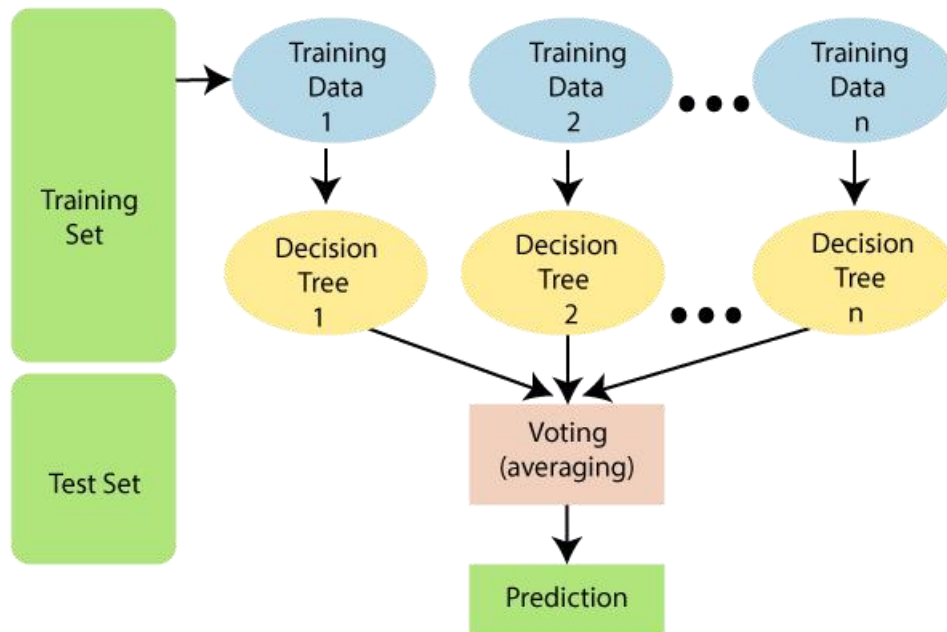 Training
Data
1
Training
Data
2
Training
Data
n
Training
Set
Decision
Tree
1
Decision
Tree
2
Decision
Tree
n
Test Set
Voting
(averaging)
Prediction